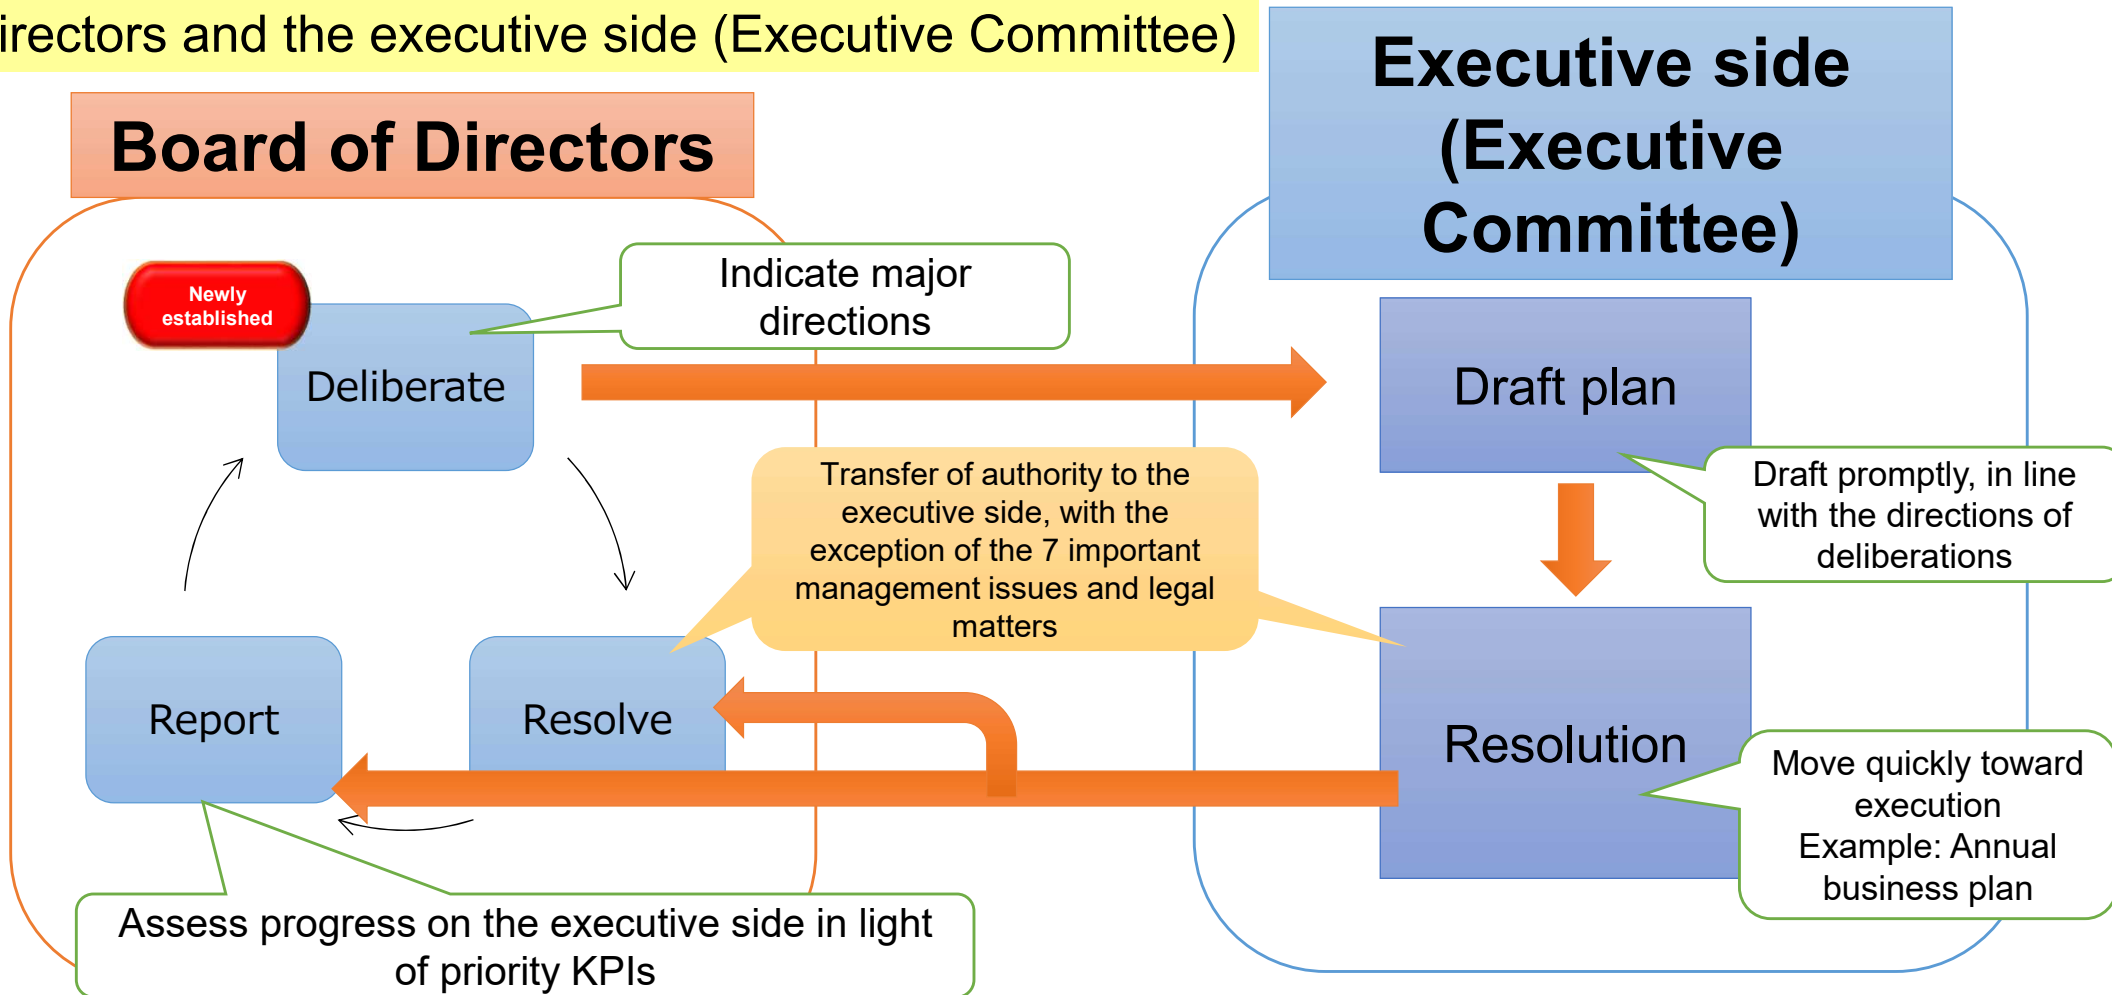 irectors and the executive side (Executive Committee)
Board of Directors
Executive side
(Executive
Committee)
Newly
established
Deliberate
Indicate major
directions
Draft plan
Draft promptly, in line
with the directions of
deliberations
Transfer of authority to the
executive side, with the
exception of the 7 important
management issues and legal
matters
Report
Resolve
Resolution
Move quickly toward
execution
Example: Annual
business plan
Assess progress on the executive side in light
of priority KPIs